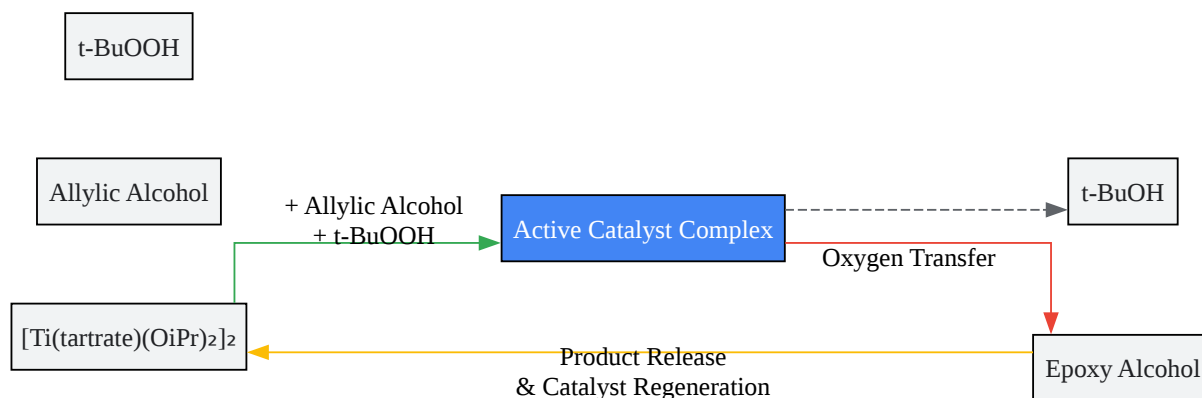 t-BuOOH
Allylic Alcohol
+ Allylic Alcohol
+ t-BuOOH
Active Catalyst Complex
t-BuOH
Oxygen Transfer
[Ti(tartrate)(OiPr)₂]₂
Product Release
& Catalyst Regeneration
Epoxy Alcohol